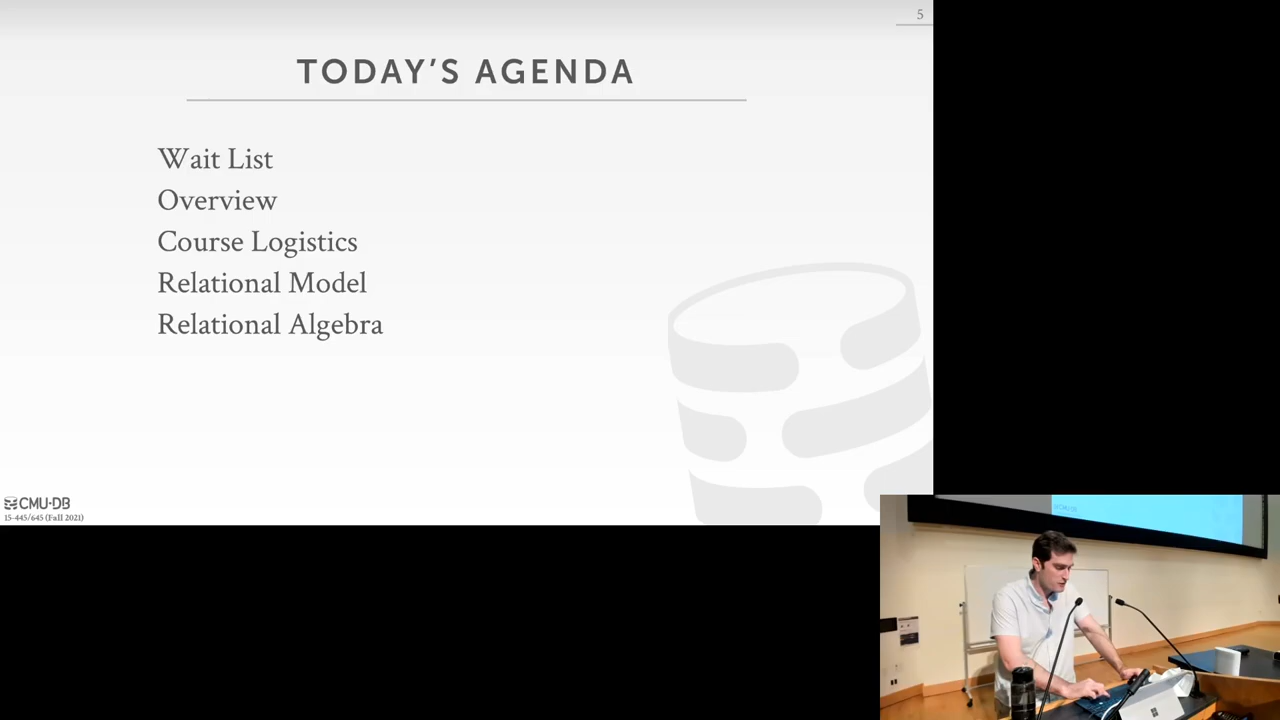 5
TODAY'S AGENDA
Wait List
Overview
Course Logistics
Relational Model
Relational Algebra
CMU·DB
15-445/645 (Fall 2021)